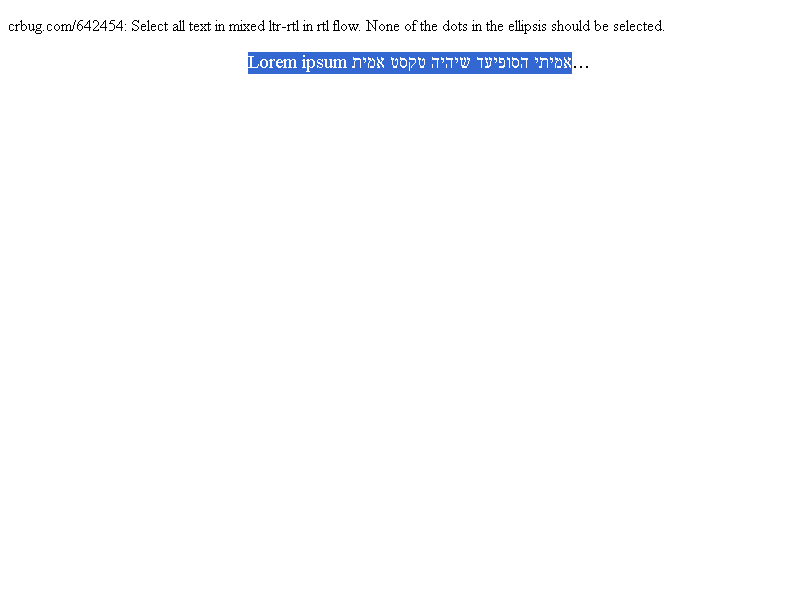 crbug.com/642454: Select all text in mixed ltr-rtl in rtl flow. None of the dots in the ellipsis should be selected.
Lorem ipsum אמיתי הסופיעד שיהיה טקסט אמית…